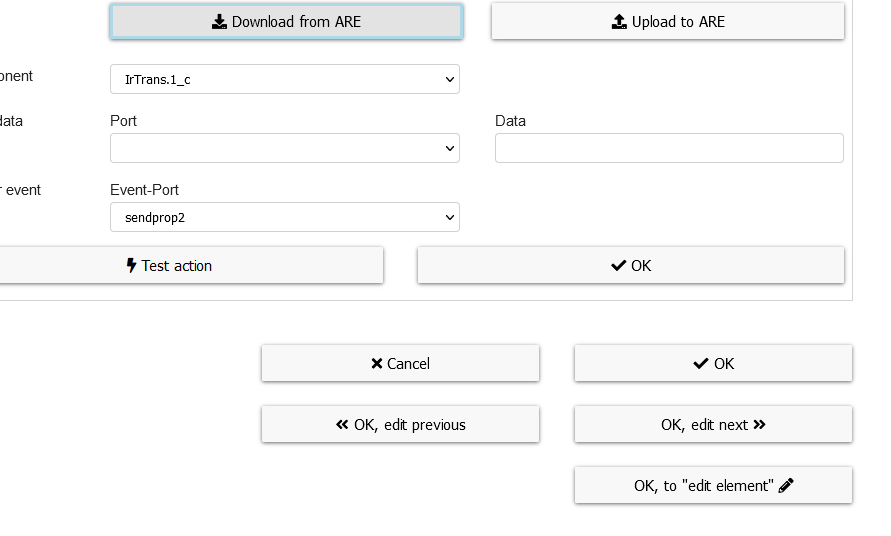 Download from ARE Upload to ARE
onent IrTrans.1_c
data Port Data
event Event-Port
sendprop2
Test action OK
Cancel OK
OK, edit previous OK, edit next
OK, to "edit element"